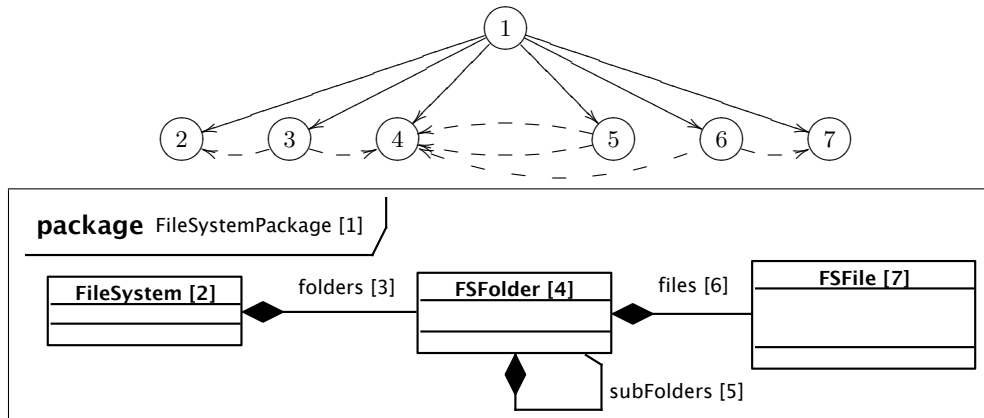 1
2 3 4 5 6 7
package FileSystemPackage [1]
FileSystem [2] folders [3] FSFolder [4] files [6] FSFile [7]
subFolders [5]